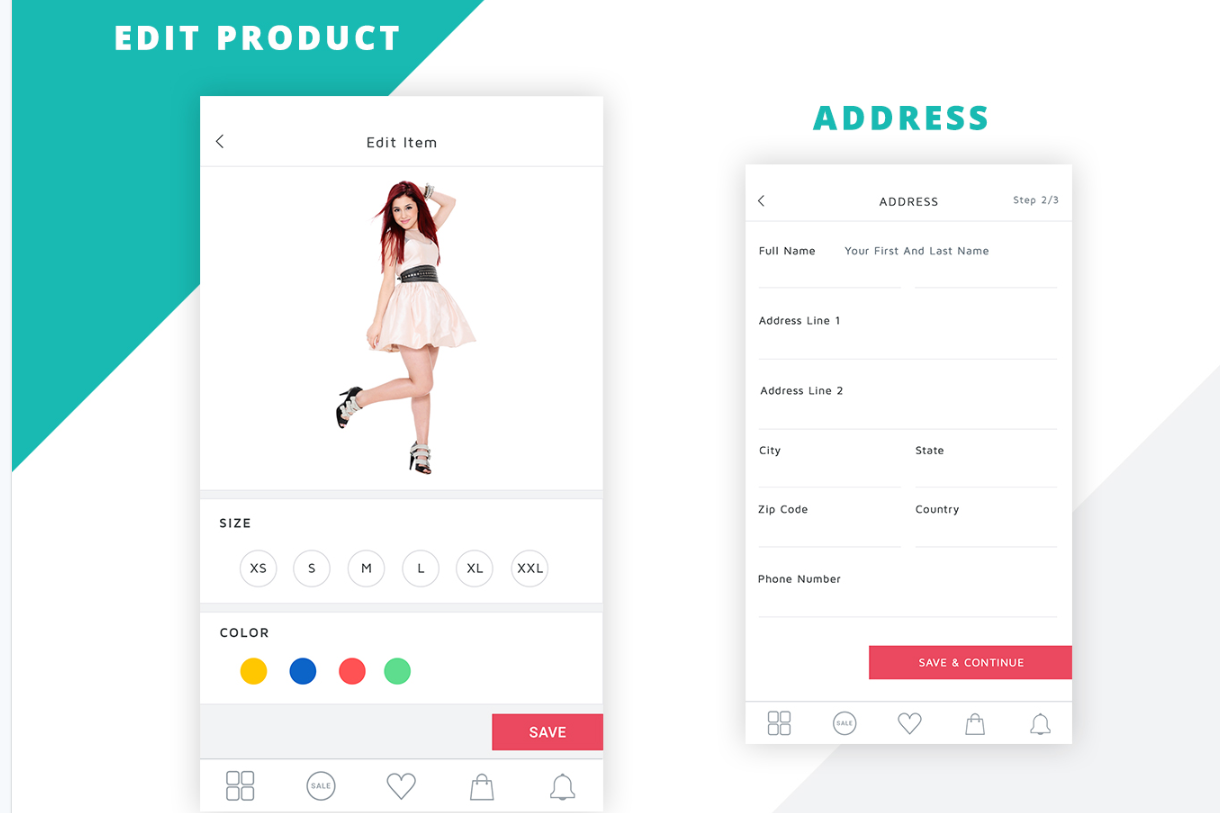 EDIT PRODUCT
Edit Item
SIZE
XS S M L XL XXL
COLOR
SAVE
SALE
ADDRESS
ADDRESS Step 2/3
Full Name Your First And Last Name
Address Line 1
Address Line 2
City State
Zip Code Country
Phone Number
SAVE & CONTINUE
SALE